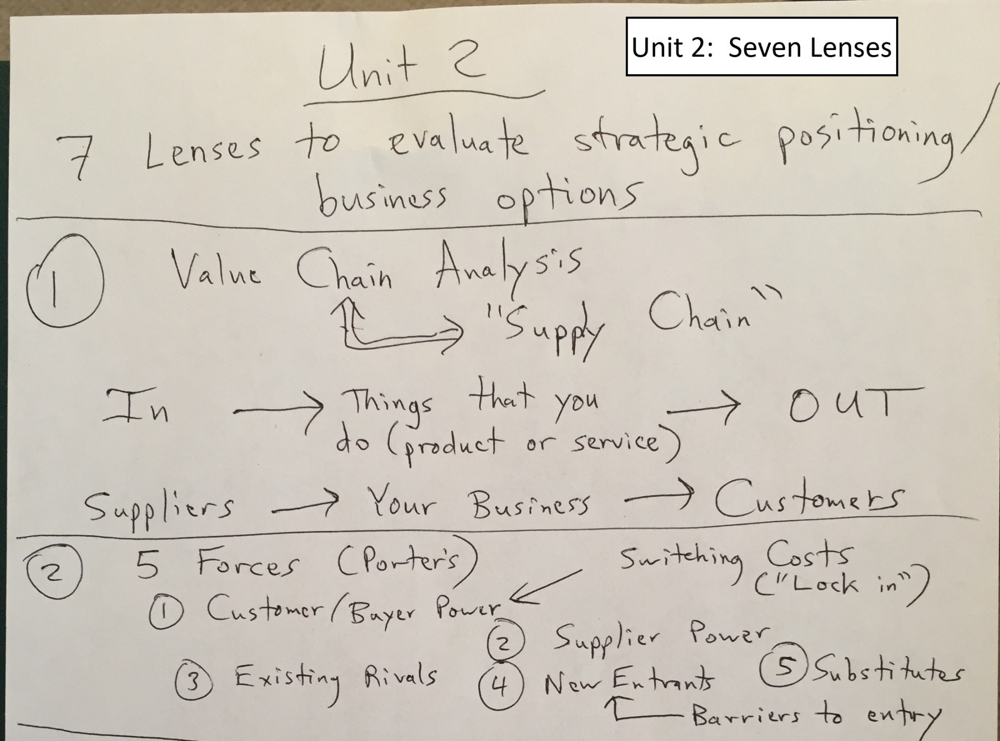 Unit 2: Seven Lenses
Unit 2
7 Lenses to evaluate strategic positioning/
business options
1 Value Chain Analysis
"Supply Chain"
In → Things that you → OUT
do (product or service)
Suppliers → Your Business → Customers
2 5 Forces (Porter's) Switching Costs
("Lock in")
1 Customer/Buyer Power ←
2 Supplier Power
3 Existing Rivals 4 New Entrants 5 Substitutes
Barriers to entry